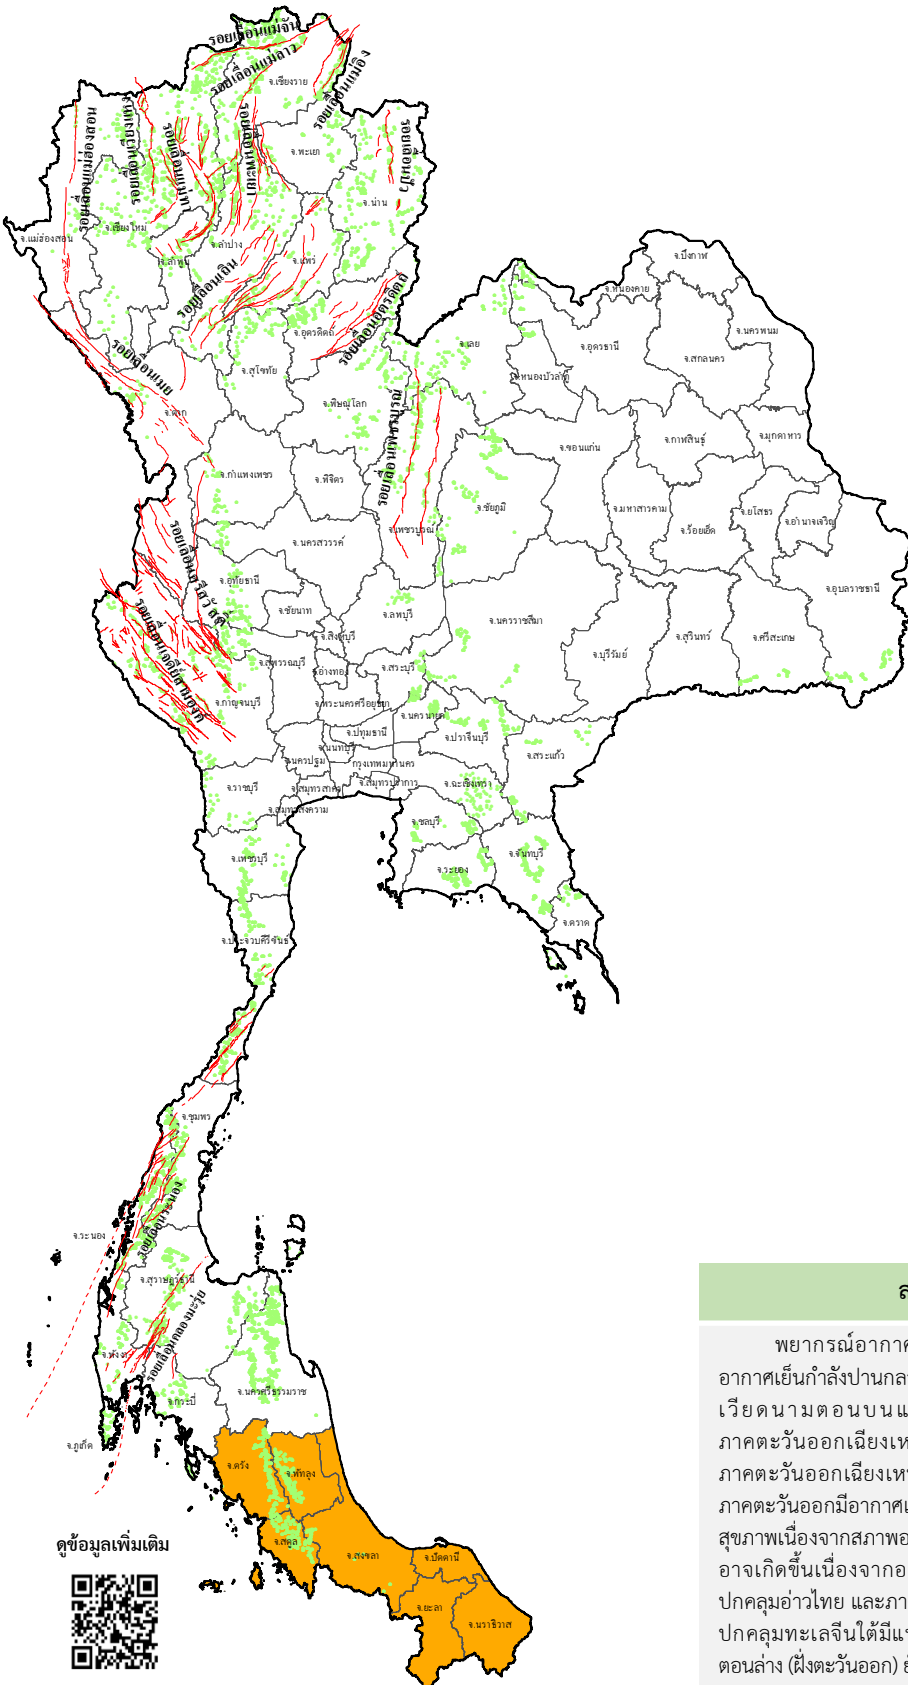 รอยเลื่อนแม่จัน
รอยเลื่อนแม่ลาว
รอยเลื่อนแม่อิง
จ.เชียงราย
รอยเลื่อนแม่ฮ่องสอน
รอยเลื่อนเวียงแหง
รอยเลื่อนแม่ทา
รอยเลื่อนพะเยา
รอยเลื่อนปัว
จ.พะเยา
จ.น่าน
จ.แม่ฮ่องสอน
จ.เชียงใหม่
จ.ลำพูน
จ.ลำปาง
จ.แพร่
รอยเลื่อนเถิน
รอยเลื่อนอุตรดิตถ์
จ.อุตรดิตถ์
จ.บึงกาฬ
จ.หนองคาย
จ.นครพนม
จ.เลย
จ.อุดรธานี
จ.สกลนคร
จ.หนองบัวลำภู
รอยเลื่อนเมย
จ.สุโขทัย
จ.ตาก
จ.พิษณุโลก
รอยเลื่อนเพชรบูรณ์
จ.ขอนแก่น
จ.กาฬสินธุ์
จ.มุกดาหาร
จ.กำแพงเพชร
จ.พิจิตร
จ.เพชรบูรณ์
จ.ชัยภูมิ
จ.มหาสารคาม
จ.ร้อยเอ็ด
จ.ยโสธร
จ.อำนาจเจริญ
จ.นครสวรรค์
รอยเลื่อนศรีสวัสดิ์
จ.อุทัยธานี
จ.ชัยนาท
จ.ลพบุรี
จ.นครราชสีมา
จ.บุรีรัมย์
จ.สุรินทร์
จ.ศรีสะเกษ
จ.อุบลราชธานี
จ.สิงห์บุรี
รอยเลื่อนเจดีย์สามองค์
จ.สุพรรณบุรี
จ.อ่างทอง
จ.สระบุรี
จ.กาญจนบุรี
จ.พระนครศรีอยุธยา
จ.นครนายก
จ.ปทุมธานี
จ.ปราจีนบุรี
จ.สระแก้ว
จ.นนทบุรี
จ.นครปฐม
กรุงเทพมหานคร
จ.ราชบุรี
จ.สมุทรสาคร
จ.สมุทรปราการ
จ.ฉะเชิงเทรา
จ.สมุทรสงคราม
จ.ชลบุรี
จ.เพชรบุรี
จ.ระยอง
จ.จันทบุรี
จ.ตราด
จ.ประจวบคีรีขันธ์
จ.ชุมพร
รอยเลื่อนระนอง
จ.ระนอง
จ.สุราษฎร์ธานี
รอยเลื่อนคลองมะรุ่ย
จ.พังงา
จ.กระบี่
จ.นครศรีธรรมราช
จ.ภูเก็ต
จ.ตรัง
จ.พัทลุง
จ.สตูล
จ.สงขลา
จ.ปัตตานี
จ.ยะลา
จ.นราธิวาส
ดูข้อมูลเพิ่มเติม
พยากรณ์อากาศ
อากาศเย็นกำลังปานกล
เวียดนามตอนบนแ
ภาคตะวันออกเฉียงเห
ภาคตะวันออกเฉียงเห
ภาคตะวันออกมีอากาศเ
สุขภาพเนื่องจากสภาพอ
อาจเกิดขึ้นเนื่องจากอ
ปกคลุมอ่าวไทย และภา
ปกคลุมทะเลจีนใต้มีแน
ตอนล่าง (ฝั่งตะวันออก)